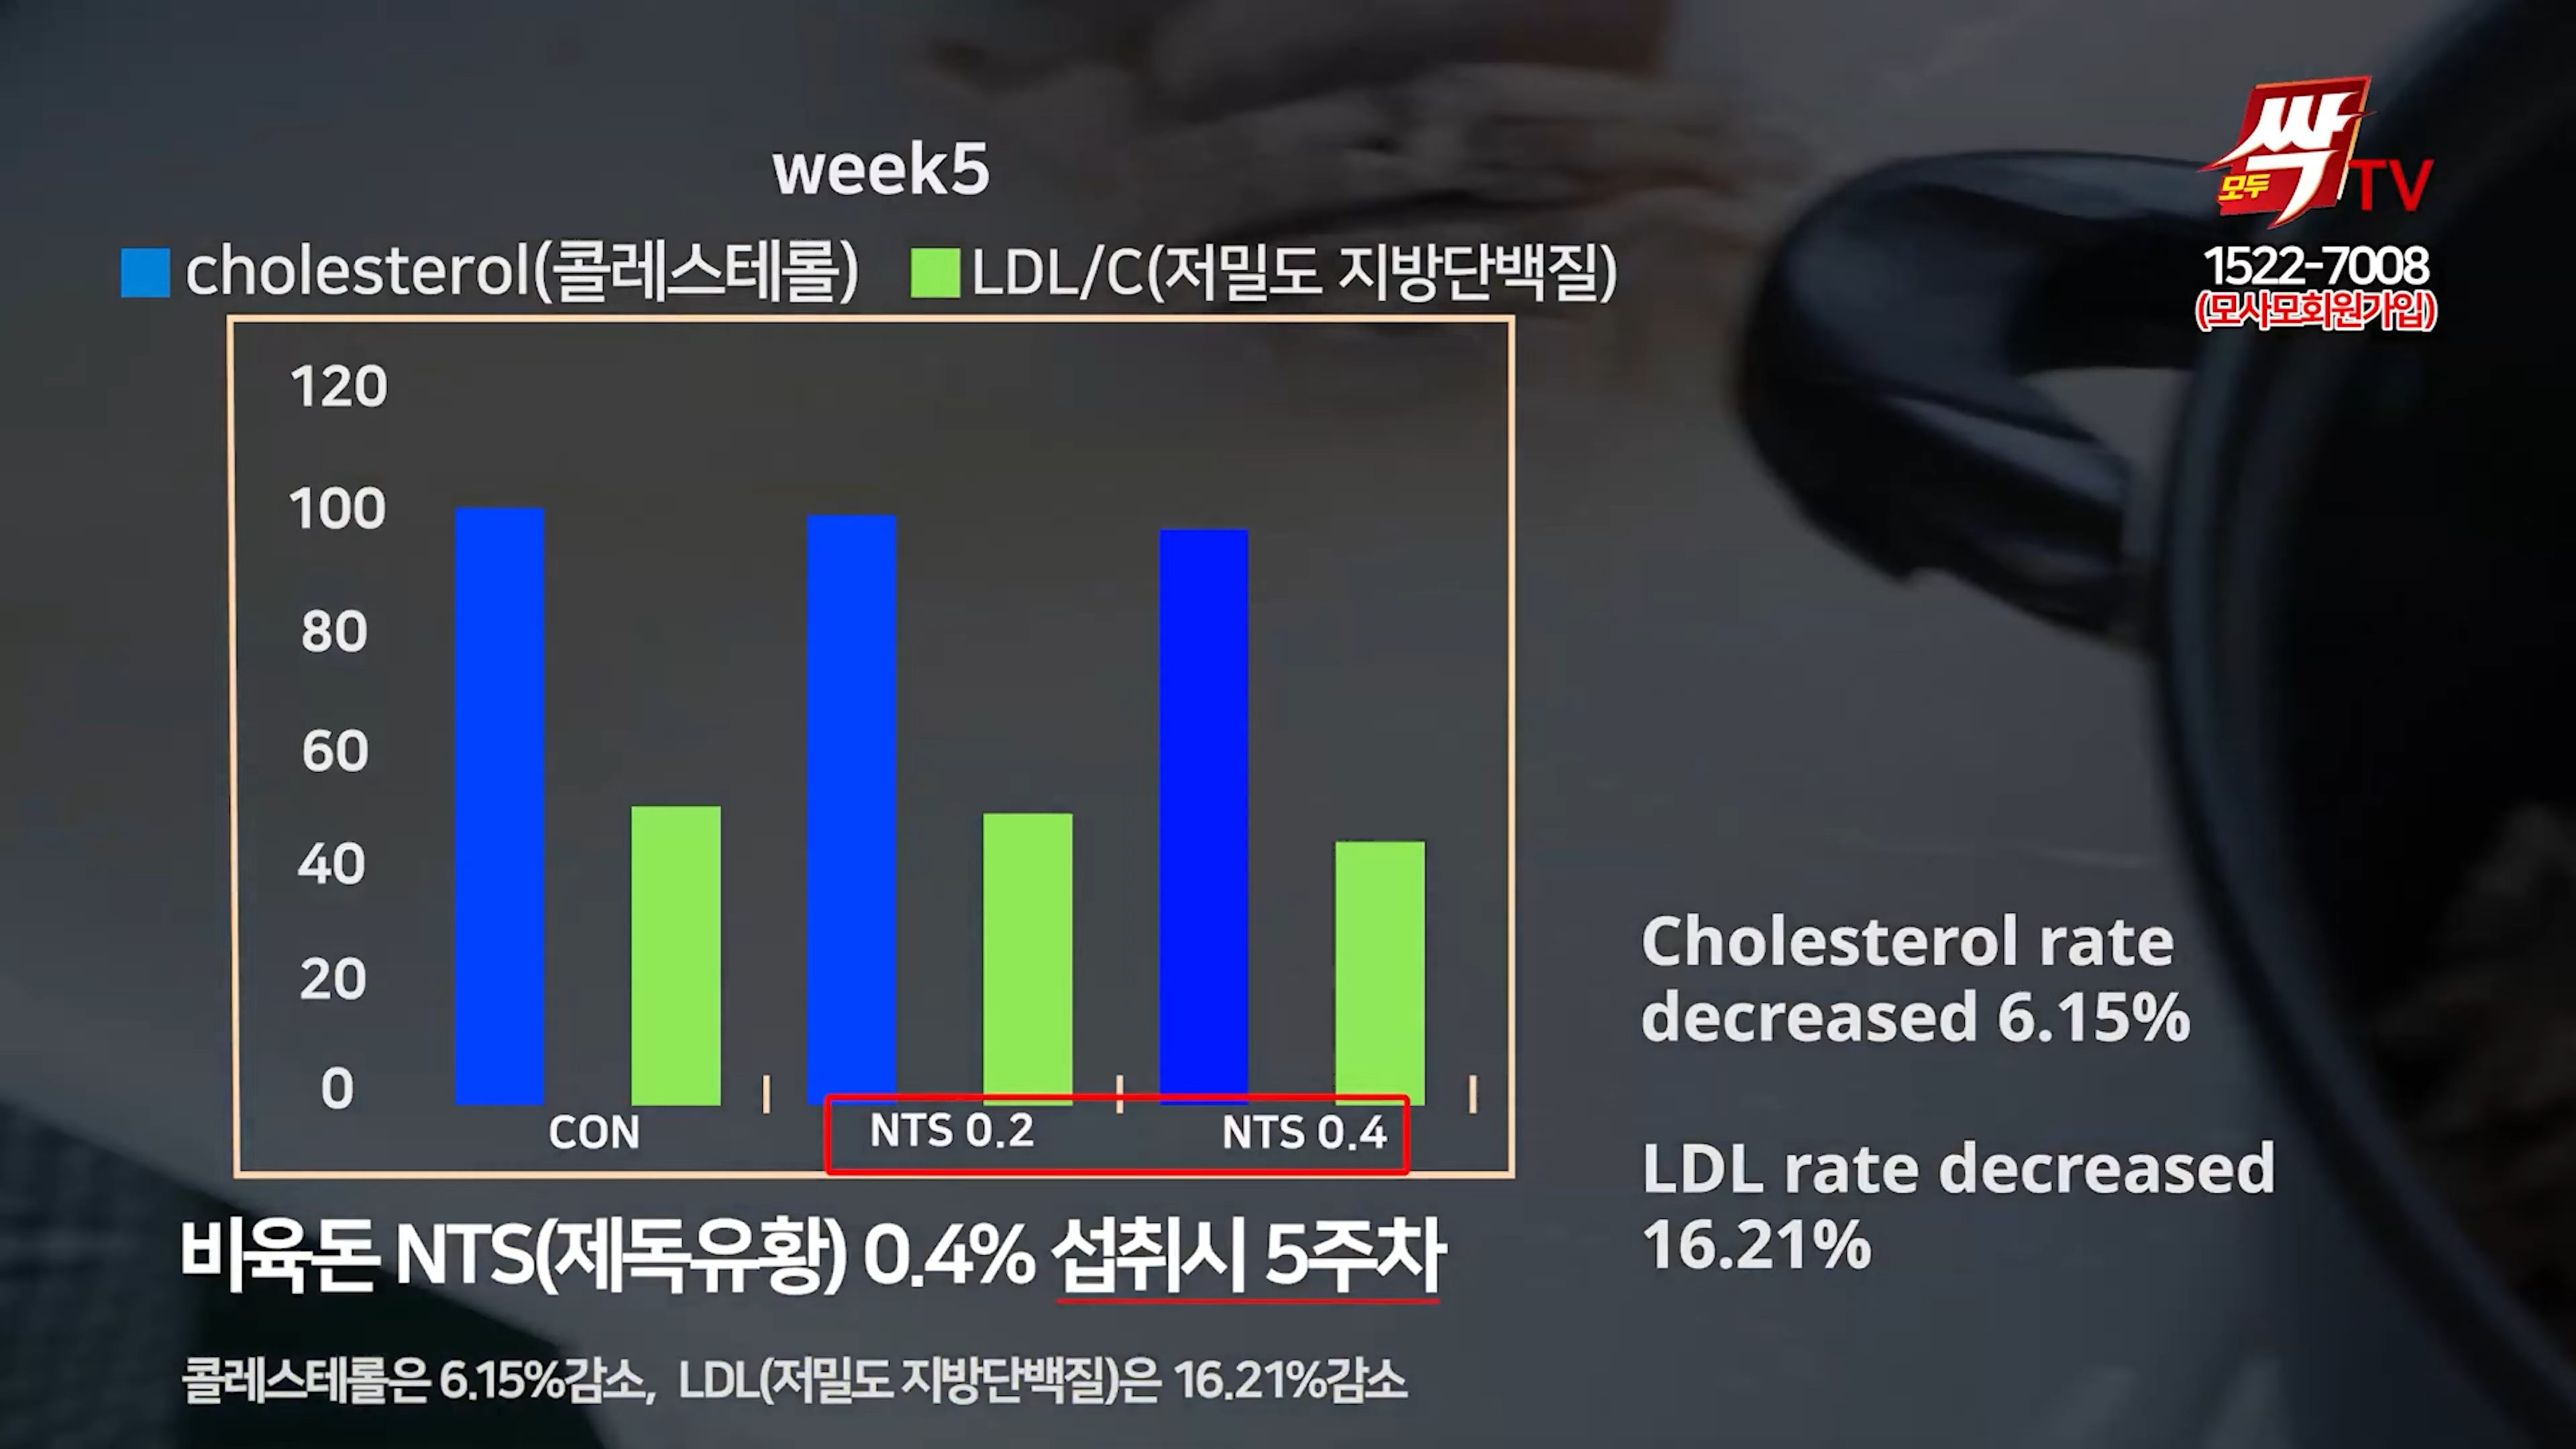 싹
모두
TV
1522-7008
(모사모회원가입)
week5
cholesterol(콜레스테롤) LDL/C(저밀도 지방단백질)
120
100
80
60
40
20
0
CON NTS 0.2 NTS 0.4
Cholesterol rate
decreased 6.15%
LDL rate decreased
16.21%
비육돈 NTS(제독유황) 0.4% 섭취시 5주차
콜레스테롤은 6.15%감소, LDL(저밀도 지방단백질)은 16.21%감소